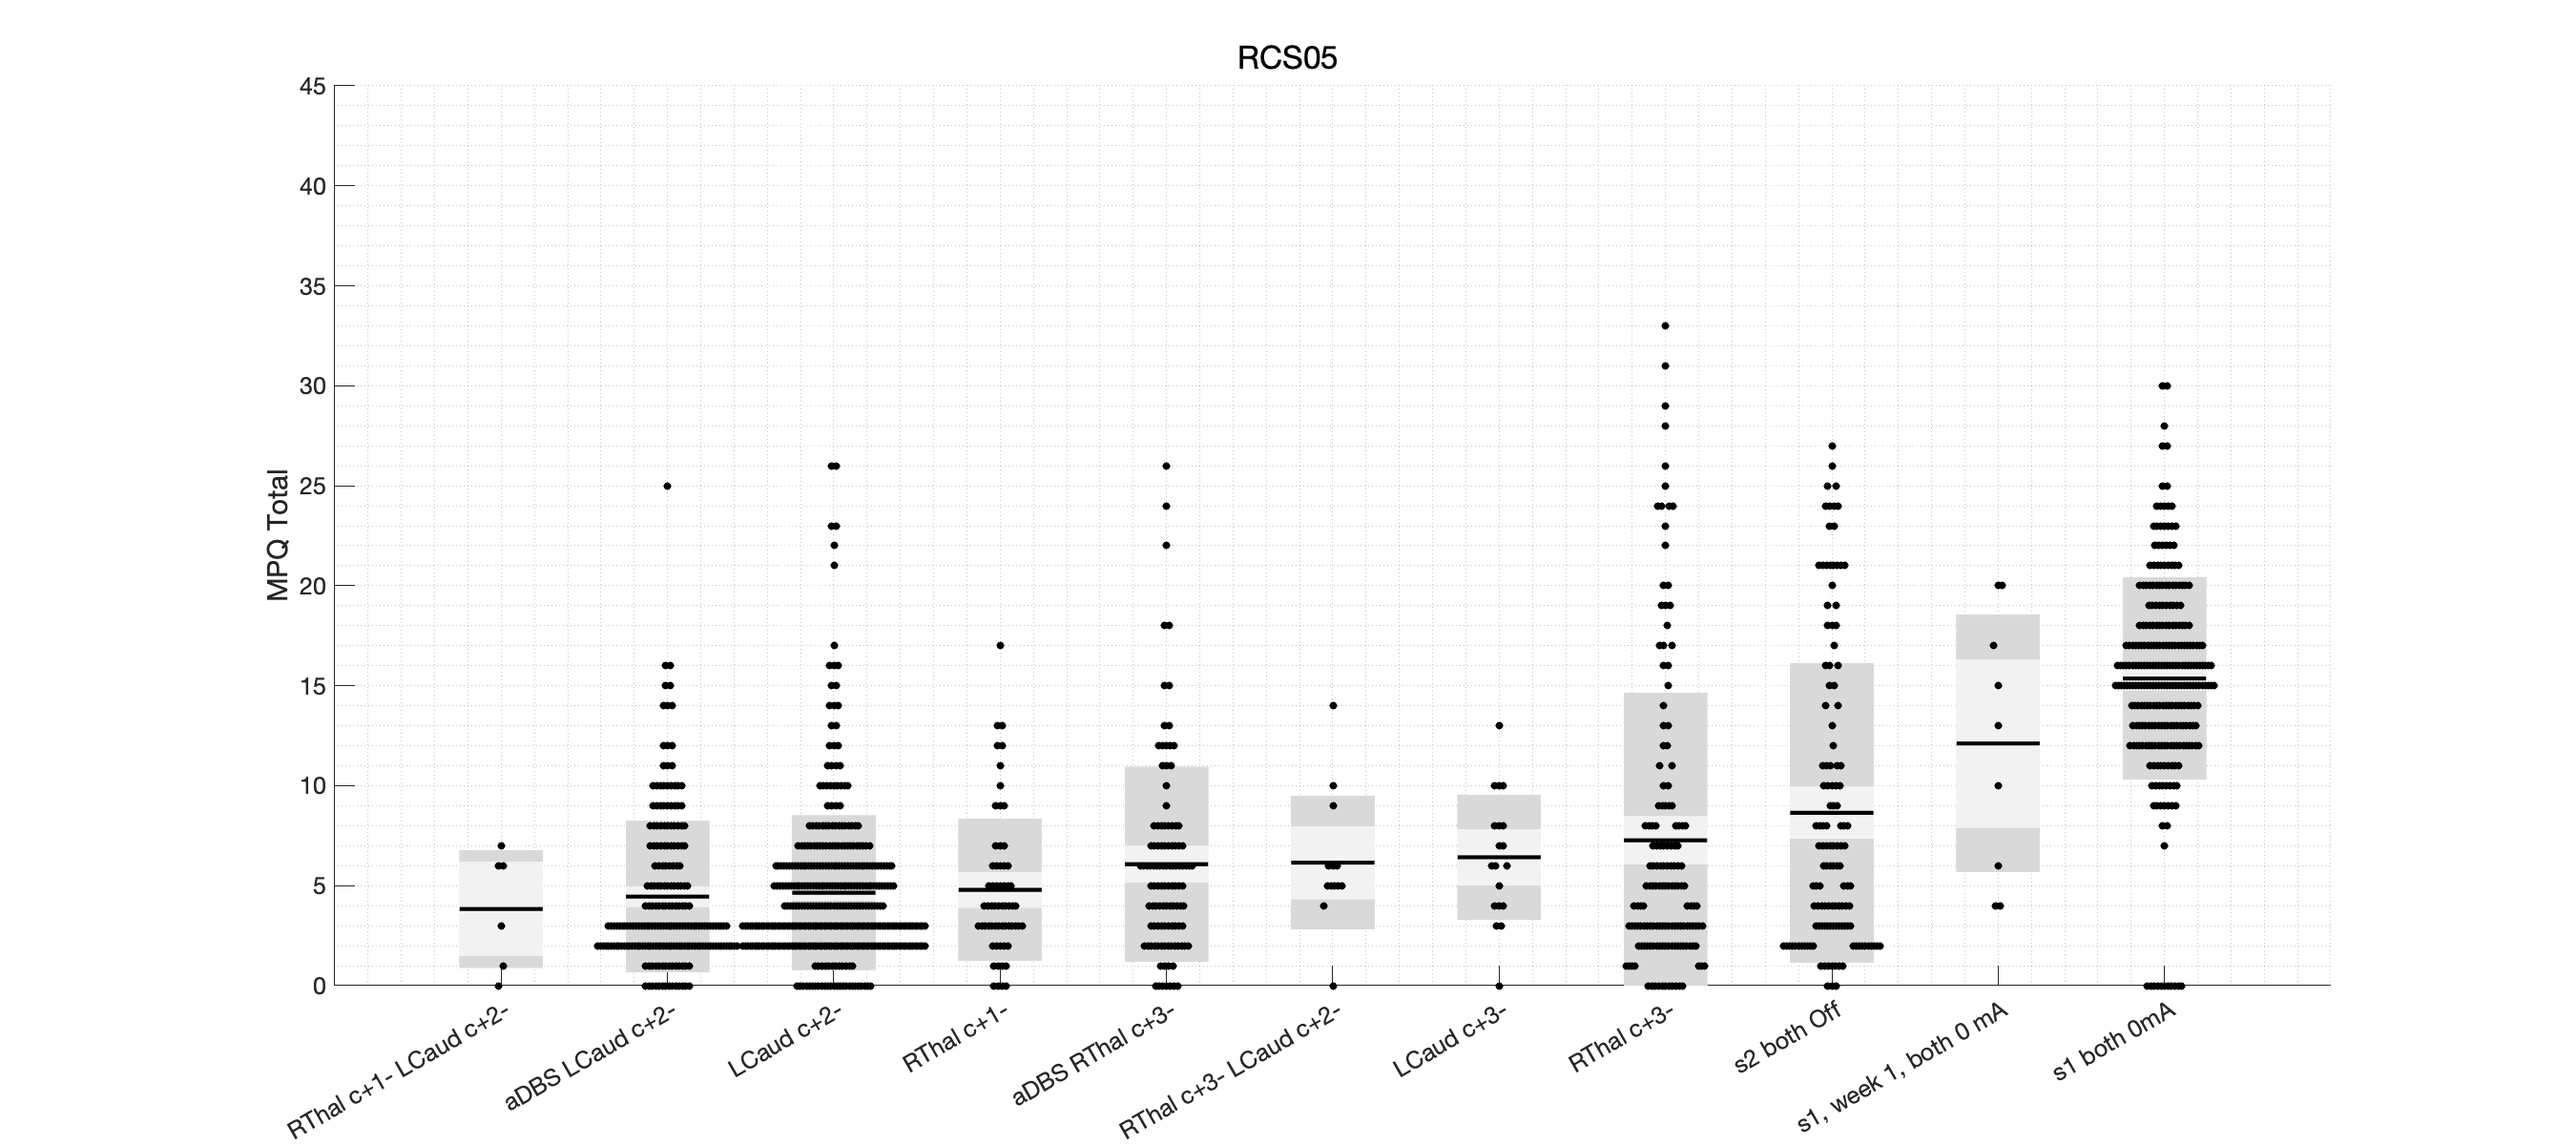 RCS05
MPQ Total
45
40
35
30
25
20
15
10
5
0
RThal c+1- LCaud c+2-
aDBS LCaud c+2-
LCaud c+2-
RThal c+1-
aDBS RThal c+3-
RThal c+3- LCaud c+2-
LCaud c+3-
RThal c+3-
s2 both Off
s1, week 1, both 0 mA
s1 both 0mA